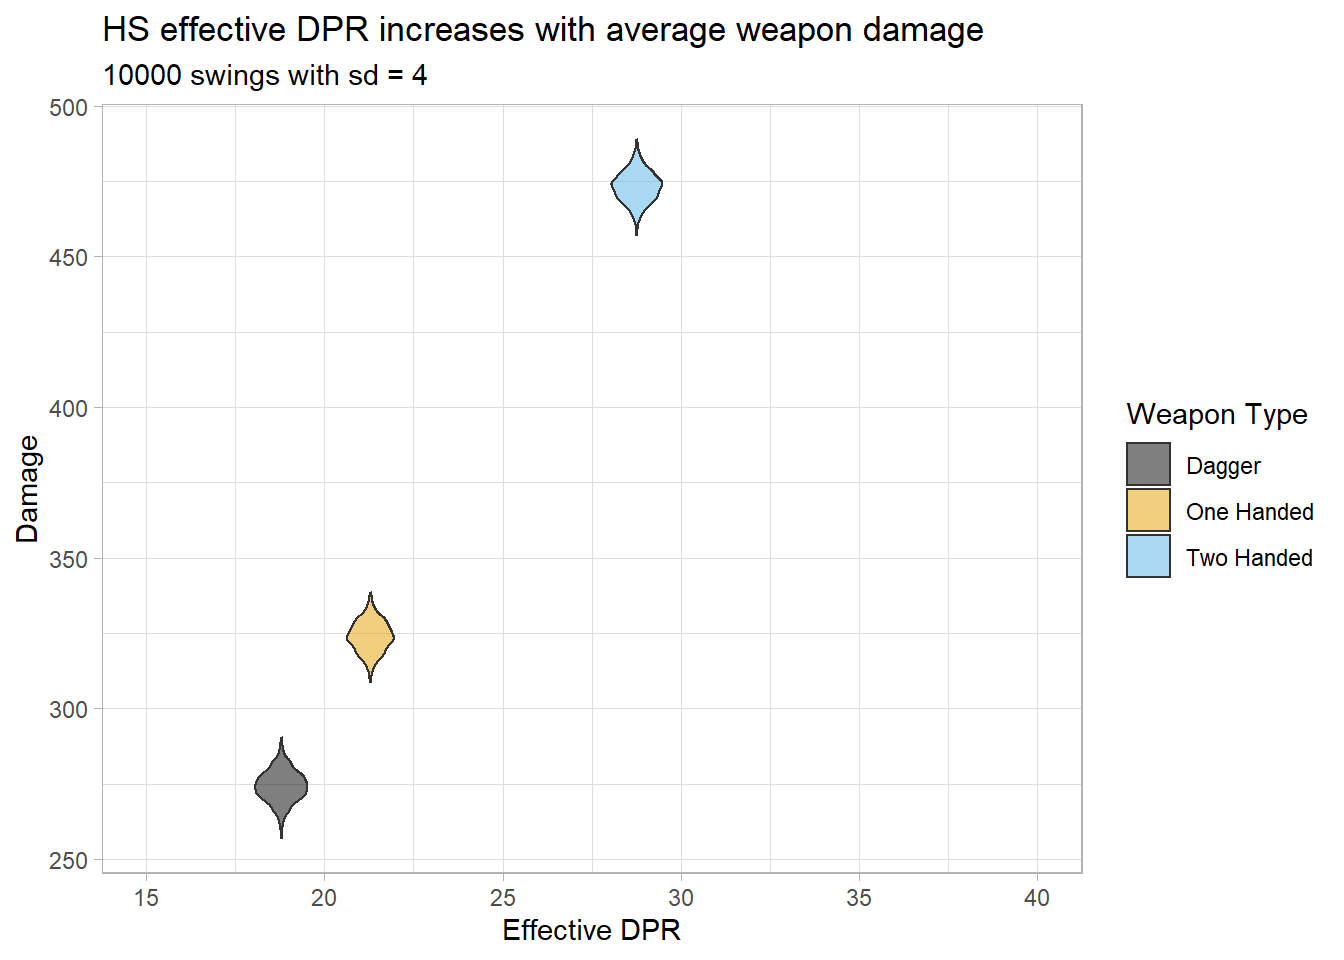 HS effective DPR increases with average weapon damage
10000 swings with sd = 4
500
450
400
350
300
250
Damage
15 20 25 30 35 40
Effective DPR
Weapon Type
Dagger
One Handed
Two Handed